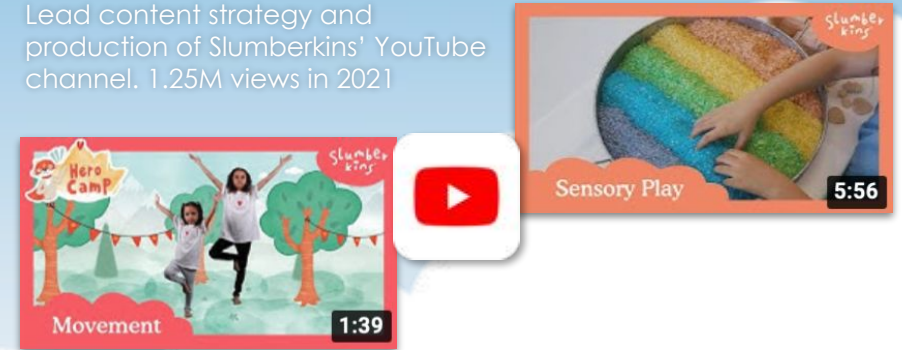 Lead content strategy and
production of Slumberkins' YouTube
channel. 1.25M views in 2021
Slumber
kins
Sensory Play
5:56
Hero
Camp
Slumber
kins
Movement
1:39